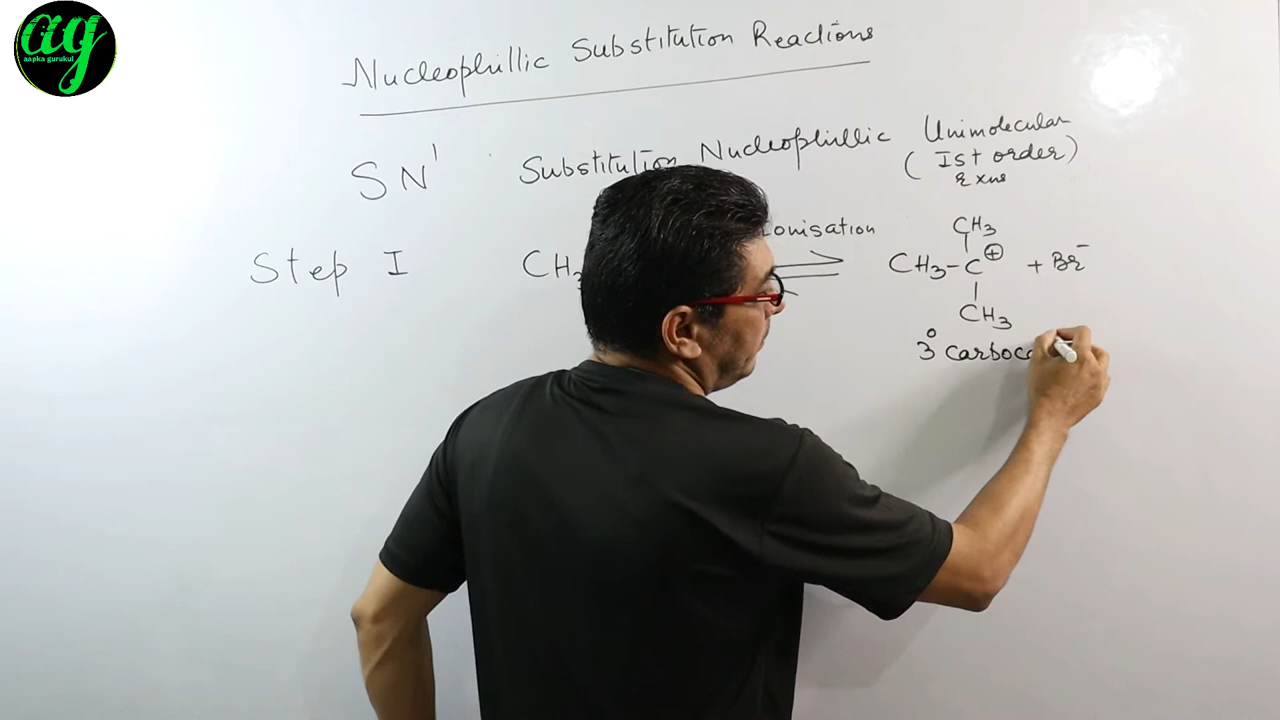 ag
aapka gurukul
Nucleophillic Substitution Reactions
SN¹ Substitution Nucleophillic Unimolecular
(Ist order)
rxns
Step I CH₃ Ionisation ⇌
CH₃
CH₃-C⊕ + Br⁻
CH₃
3° carboca